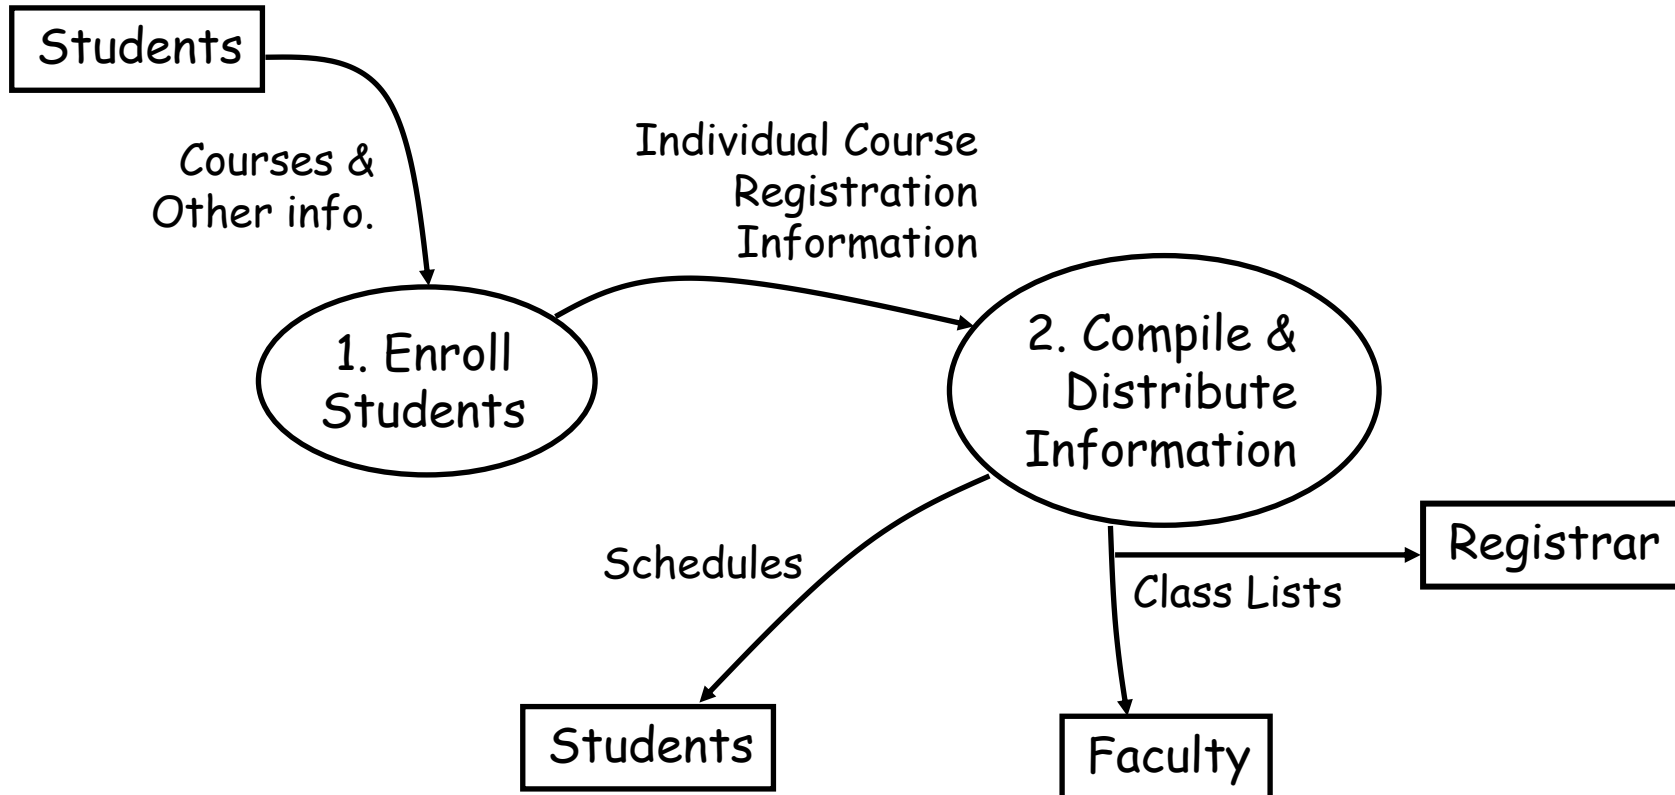 Students
Courses &
Other info.
Individual Course
Registration
Information
1. Enroll
Students
2. Compile &
Distribute
Information
Schedules
Class Lists
Registrar
Students
Faculty